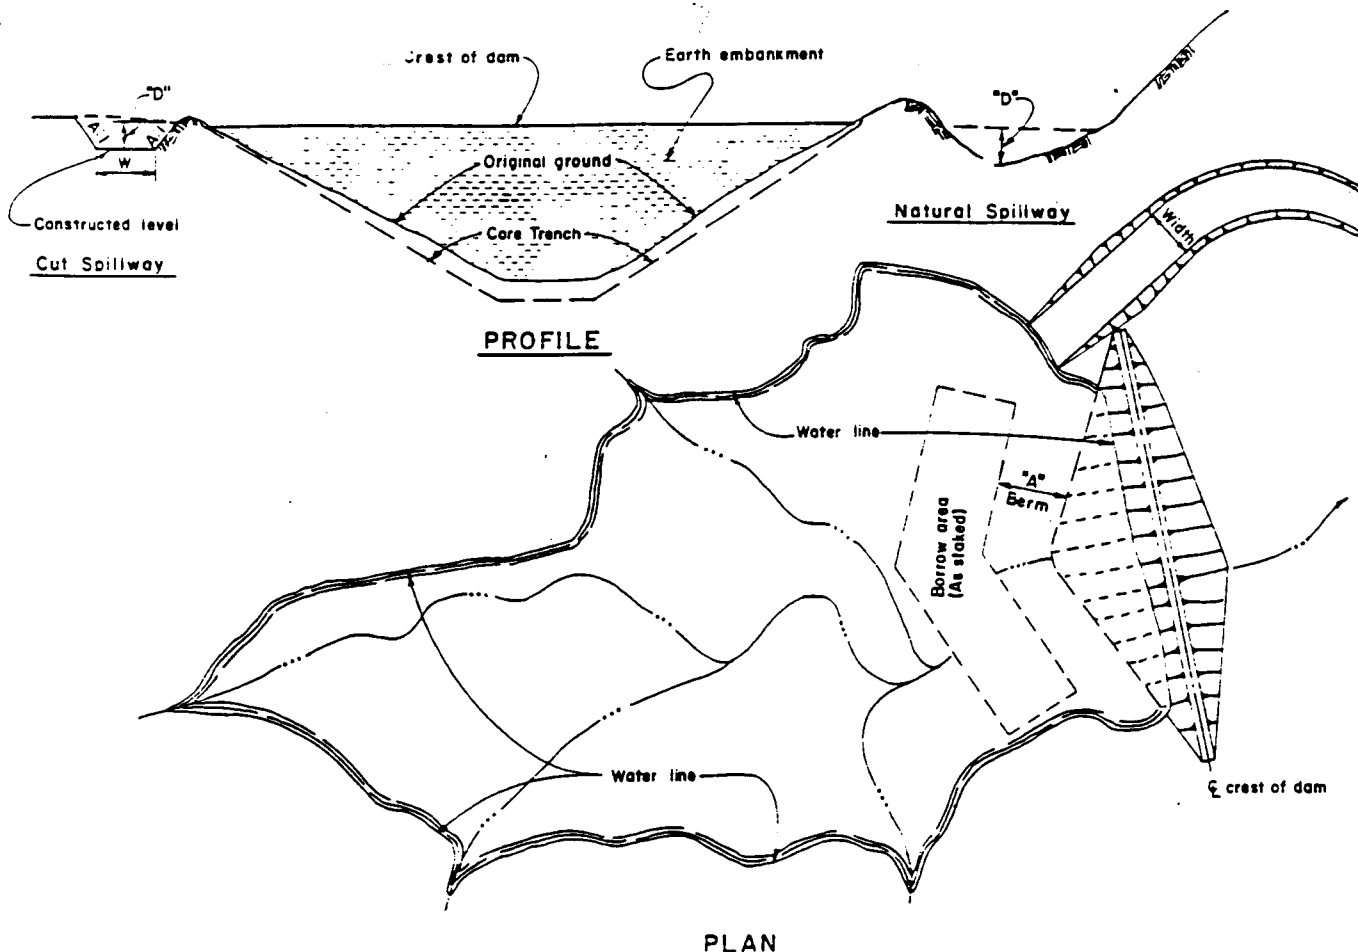 Crest of dam
Earth embankment
"D"
"D"
A
A
W
Original ground
Constructed level
Core Trench
Natural Spillway
Cut Spillway
Width
PROFILE
Water line
"A"
Berm
Borrow area
(As staked)
Water line
℄ crest of dam
PLAN